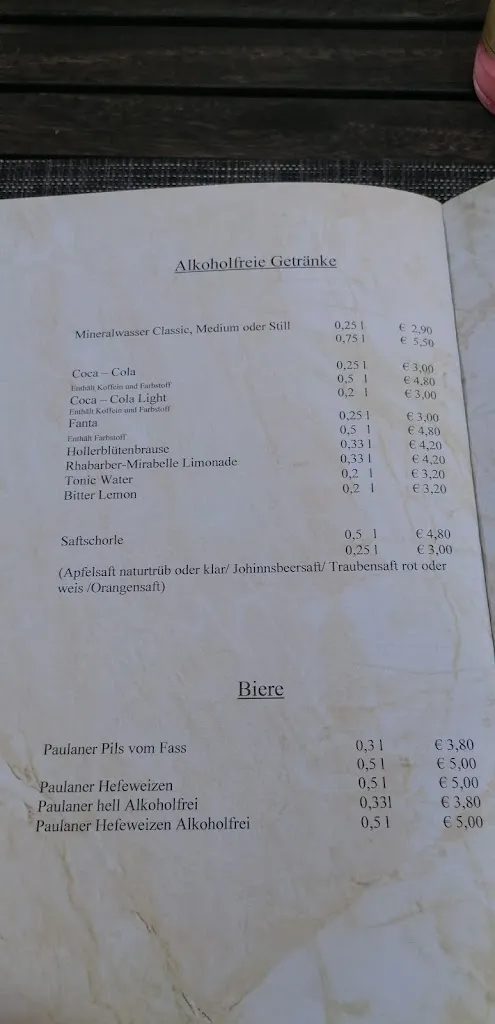 Alkoholfreie Getränke
Mineralwasser Classic, Medium oder Still 0,25 l € 2,90
0,75 l € 5,50
Coca – Cola 0,25 l € 3,00
Enthält Koffein und Farbstoff 0,5 l € 4,80
Coca – Cola Light 0,2 l € 3,00
Enthält Koffein und Farbstoff
Fanta 0,25 l € 3,00
Enthält Farbstoff 0,5 l € 4,80
Hollerblütenbrause 0,33 l € 4,20
Rhabarber-Mirabelle Limonade 0,33 l € 4,20
Tonic Water 0,2 l € 3,20
Bitter Lemon 0,2 l € 3,20
Saftschorle 0,5 l € 4,80
0,25 l € 3,00
(Apfelsaft naturtrüb oder klar/ Johinnsbeersaft/ Traubensaft rot oder
weis /Orangensaft)
Biere
Paulaner Pils vom Fass 0,3 l € 3,80
0,5 l € 5,00
Paulaner Hefeweizen 0,5 l € 5,00
Paulaner hell Alkoholfrei 0,33l € 3,80
Paulaner Hefeweizen Alkoholfrei 0,5 l € 5,00